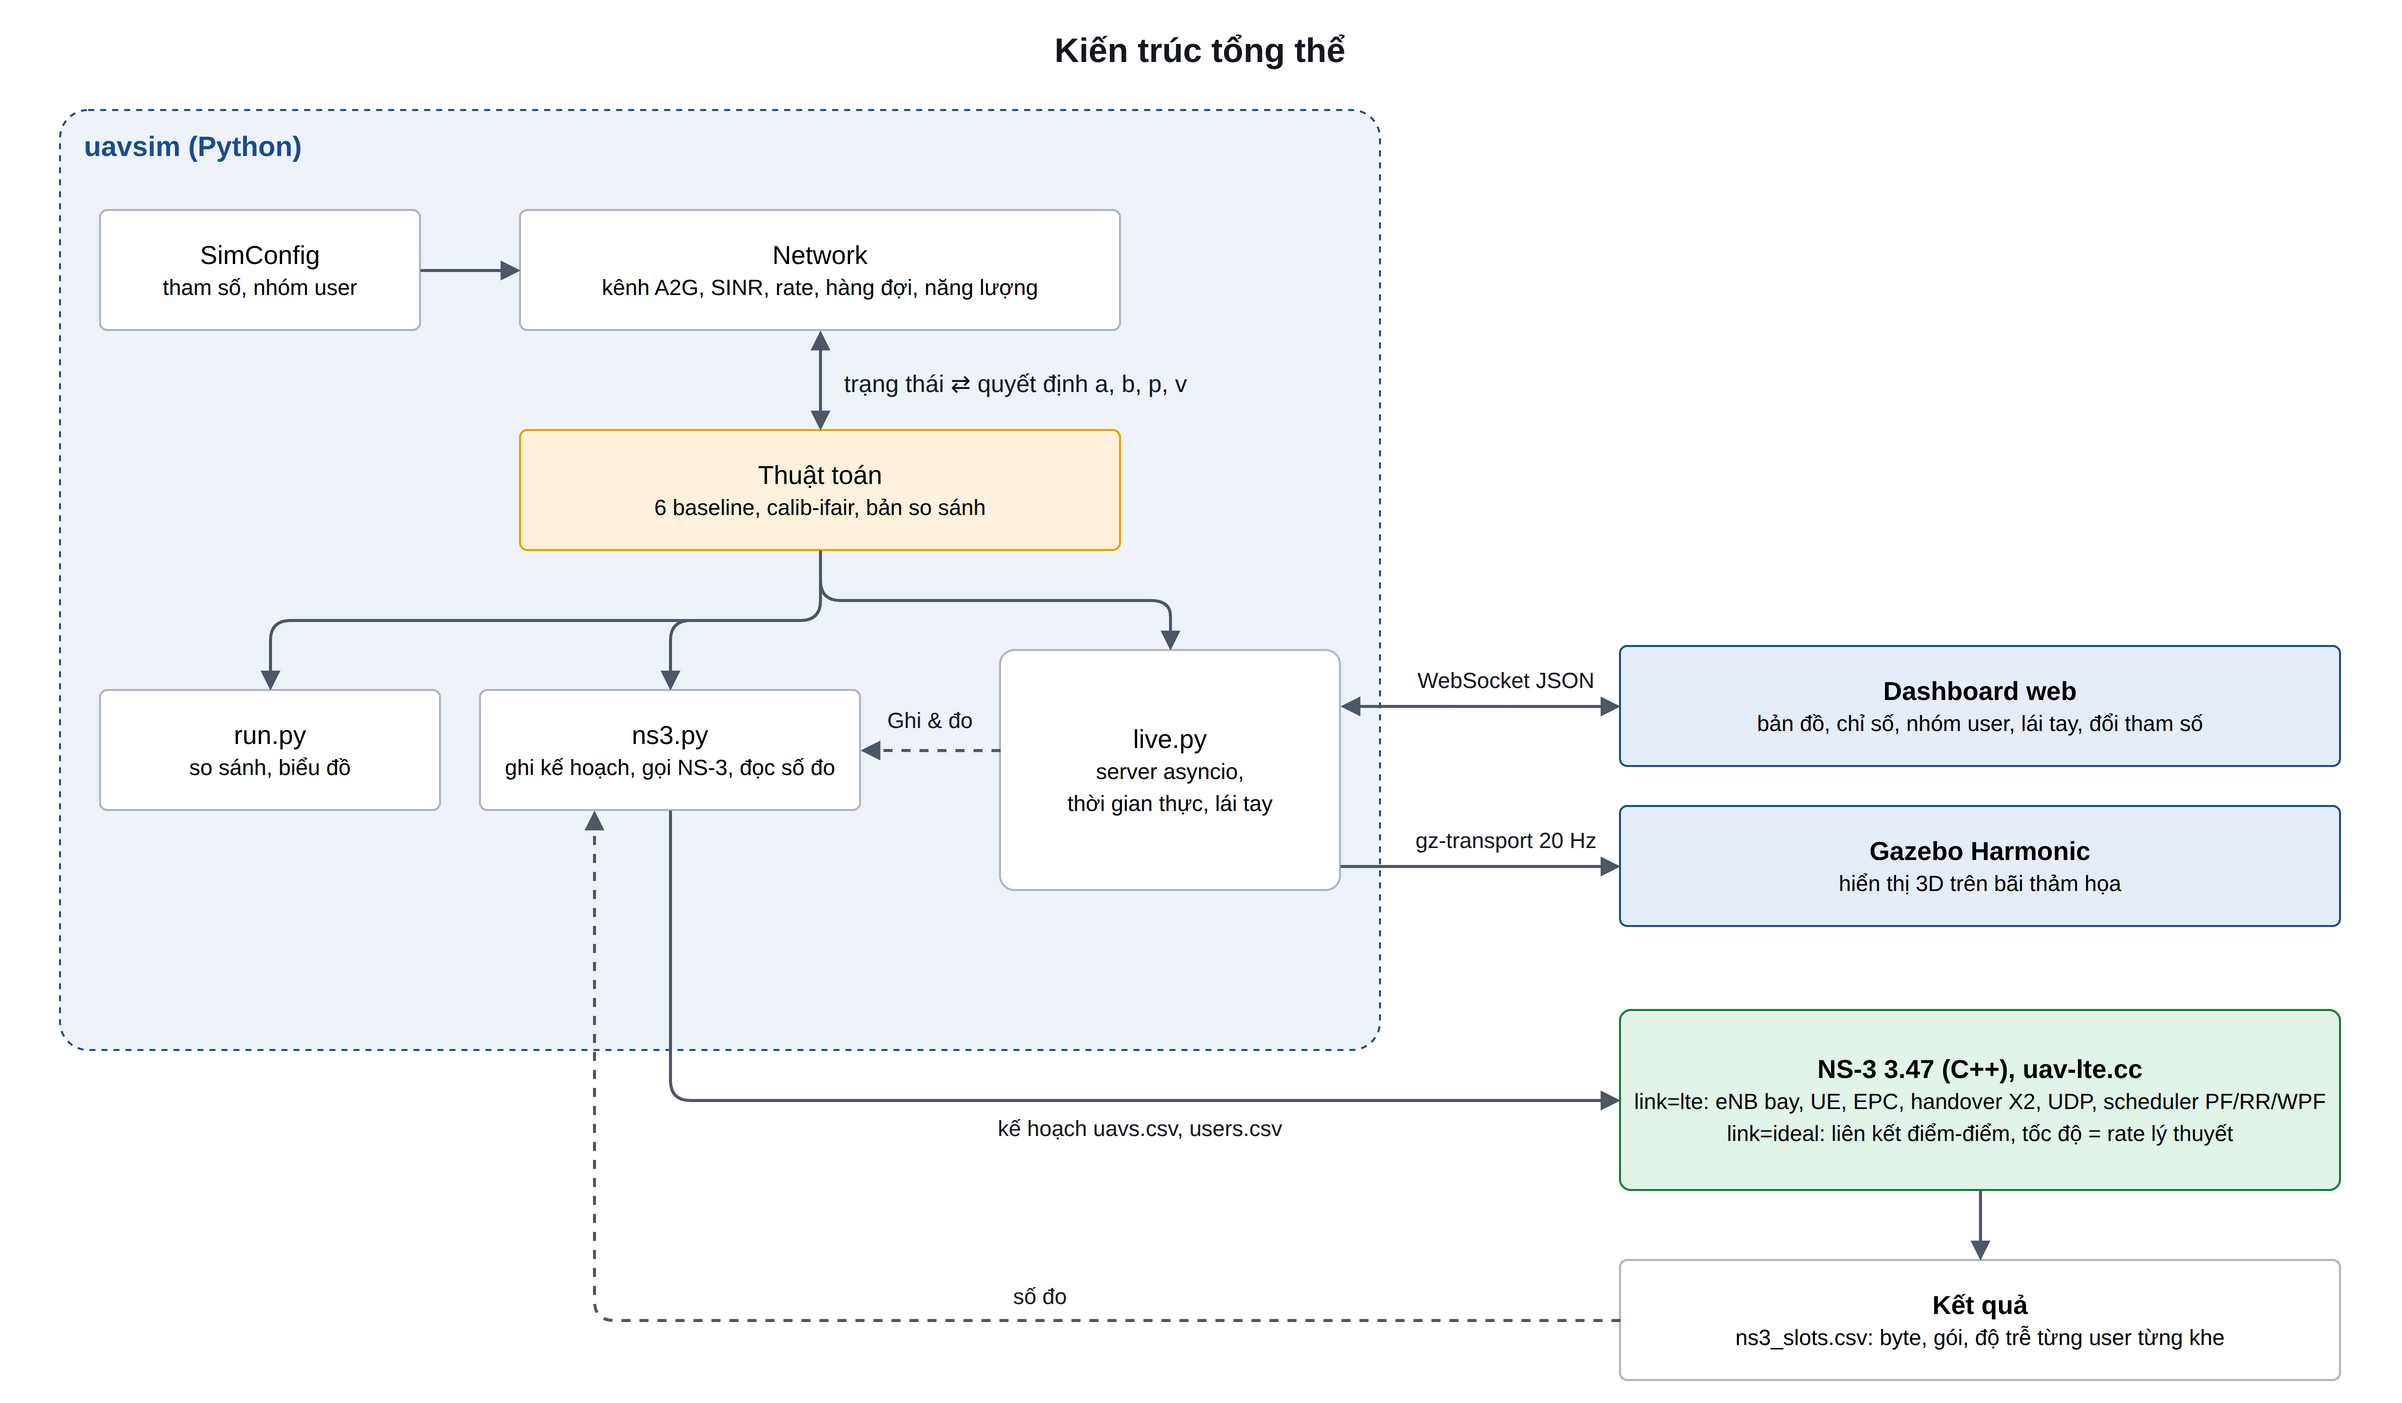 Kiến trúc tổng thể
uavsim (Python)
SimConfig
tham số, nhóm user
Network
kênh A2G, SINR, rate, hàng đợi, năng lượng
trạng thái ⇄ quyết định a, b, p, v
Thuật toán
6 baseline, calib-ifair, bản so sánh
run.py
so sánh, biểu đồ
ns3.py
ghi kế hoạch, gọi NS-3, đọc số đo
Ghi & đo
live.py
server asyncio,
thời gian thực, lái tay
WebSocket JSON
Dashboard web
bản đồ, chỉ số, nhóm user, lái tay, đổi tham số
gz-transport 20 Hz
Gazebo Harmonic
hiển thị 3D trên bãi thảm họa
NS-3 3.47 (C++), uav-lte.cc
link=lte: eNB bay, UE, EPC, handover X2, UDP, scheduler PF/RR/WPF
link=ideal: liên kết điểm-điểm, tốc độ = rate lý thuyết
kế hoạch uavs.csv, users.csv
số đo
Kết quả
ns3_slots.csv: byte, gói, độ trễ từng user từng khe